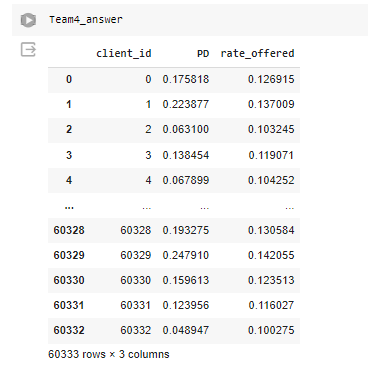 Team4_answer
client_id PD rate_offered
0 0 0.175818 0.126915
1 1 0.223877 0.137009
2 2 0.063100 0.103245
3 3 0.138454 0.119071
4 4 0.067899 0.104252
... ... ... ...
60328 60328 0.193275 0.130584
60329 60329 0.247910 0.142055
60330 60330 0.159613 0.123513
60331 60331 0.123956 0.116027
60332 60332 0.048947 0.100275
60333 rows × 3 columns